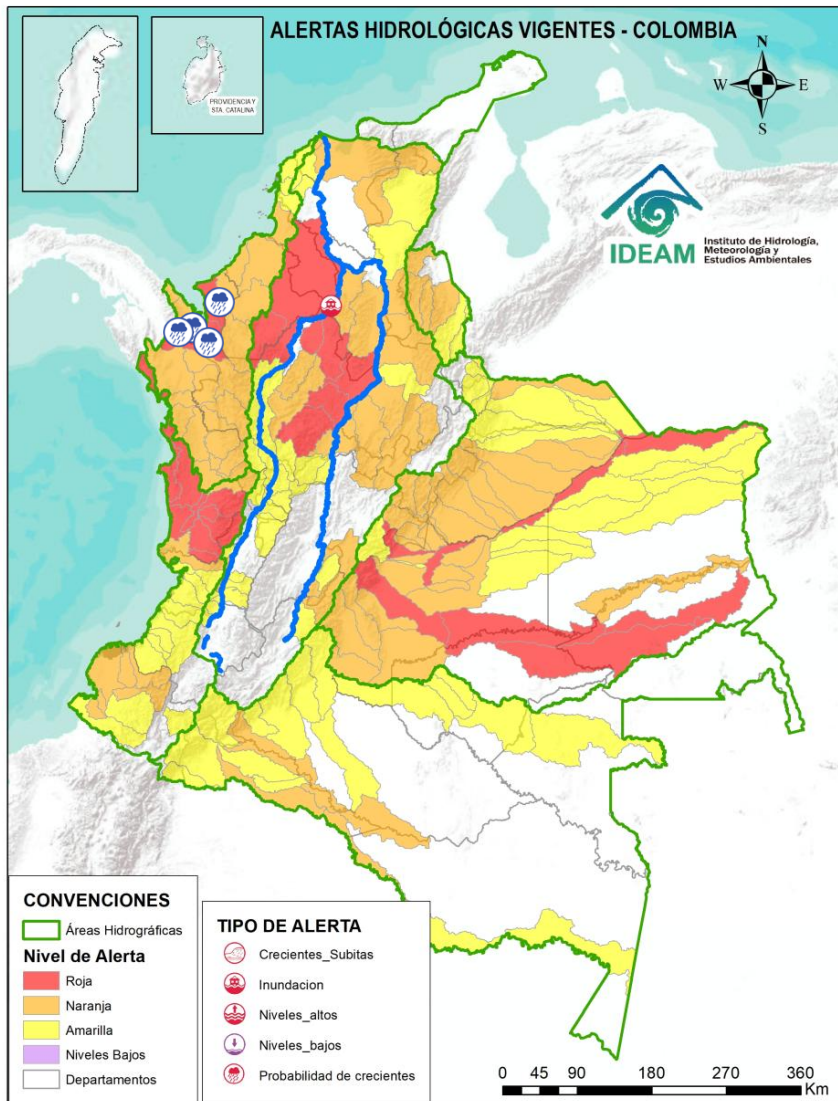 ALERTAS HIDROLÓGICAS VIGENTES - COLOMBIA
PROVIDENCIA Y
STA. CATALINA
N
W
E
S
IDEAM
Instituto de Hidrología,
Meteorología y
Estudios Ambientales
CONVENCIONES
Áreas Hidrográficas
Nivel de Alerta
Roja
Naranja
Amarilla
Niveles Bajos
Departamentos
TIPO DE ALERTA
Crecientes_Subitas
Inundacion
Niveles_altos
Niveles_bajos
Probabilidad de crecientes
0 45 90 180 270 360
Km